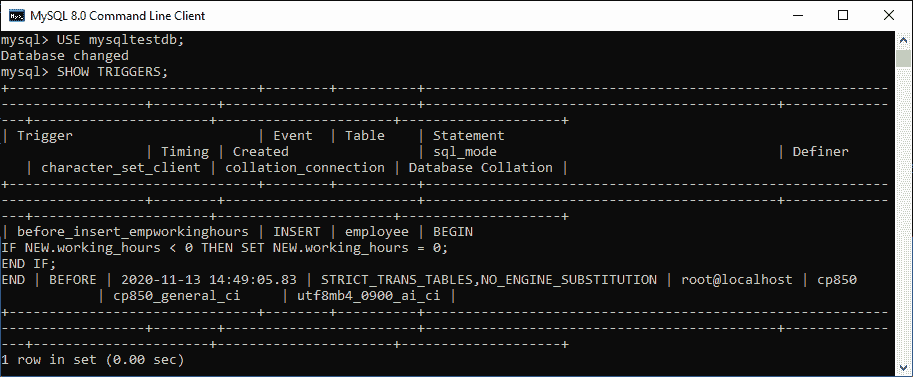 MySQL 8.0 Command Line Client
mysql> USE mysqltestdb;
Database changed
mysql> SHOW TRIGGERS;
+-------------------------------+--------+----------+----------------------------------------------------------
------------------+--------+------------------------+--------------------------------------------+-------------
---+----------------------+----------------------+--------------------+
| Trigger                       | Event  | Table    | Statement
                  | Timing | Created                | sql_mode                                   | Definer
   | character_set_client | collation_connection | Database Collation |
+-------------------------------+--------+----------+----------------------------------------------------------
------------------+--------+------------------------+--------------------------------------------+-------------
---+----------------------+----------------------+--------------------+
| before_insert_empworkinghours | INSERT | employee | BEGIN
IF NEW.working_hours < 0 THEN SET NEW.working_hours = 0;
END IF;
END | BEFORE | 2020-11-13 14:49:05.83 | STRICT_TRANS_TABLES,NO_ENGINE_SUBSTITUTION | root@localhost | cp850
            | cp850_general_ci     | utf8mb4_0900_ai_ci |
+-------------------------------+--------+----------+----------------------------------------------------------
------------------+--------+------------------------+--------------------------------------------+-------------
---+----------------------+----------------------+--------------------+
1 row in set (0.00 sec)